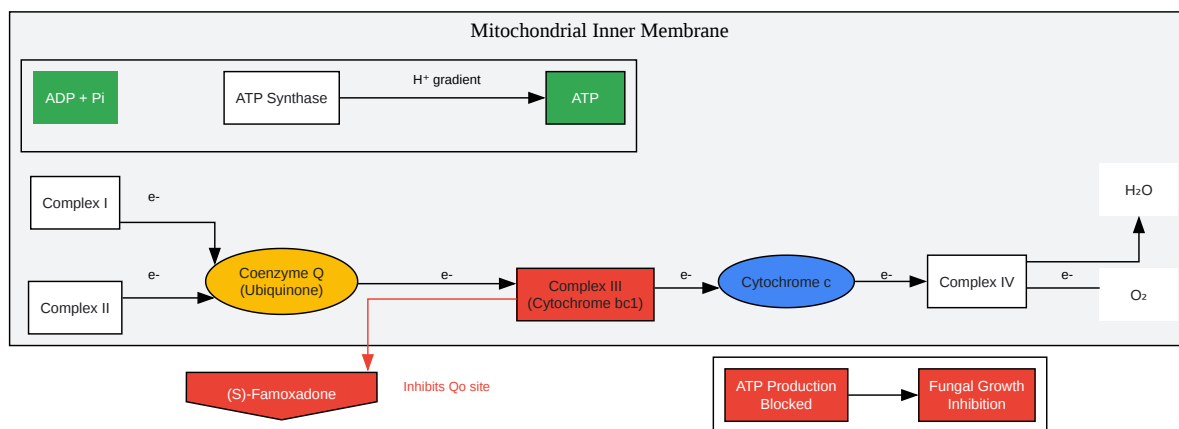 Mitochondrial Inner Membrane
ADP + Pi
ATP Synthase
H⁺ gradient
ATP
Complex I
e-
Complex II
e-
Coenzyme Q
(Ubiquinone)
e-
Complex III
(Cytochrome bc1)
e-
Cytochrome c
e-
Complex IV
e-
H₂O
O₂
(S)-Famoxadone
Inhibits Qo site
ATP Production
Blocked
Fungal Growth
Inhibition